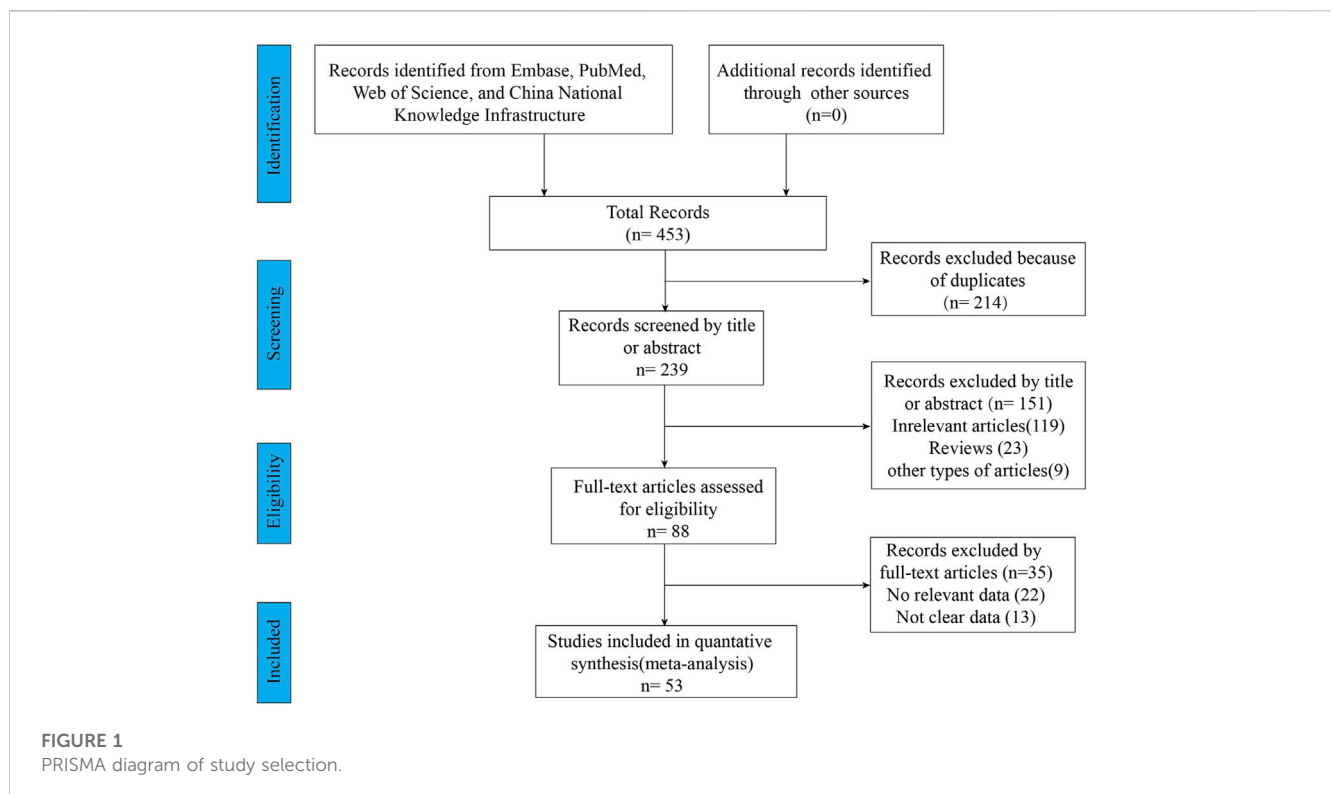 Identification
Records identified from Embase, PubMed,
Web of Science, and China National
Knowledge Infrastructure
Additional records identified
through other sources
(n=0)
Total Records
(n= 453)
Records excluded because
of duplicates
(n= 214)
Screening
Records screened by title
or abstract
n= 239
Records excluded by title
or abstract (n= 151)
Inrelevant articles(119)
Reviews (23)
other types of articles(9)
Eligibility
Full-text articles assessed
for eligibility
n= 88
Records excluded by
full-text articles (n=35)
No relevant data (22)
Not clear data (13)
Included
Studies included in quantative
synthesis(meta-analysis)
n= 53
FIGURE 1
PRISMA diagram of study selection.